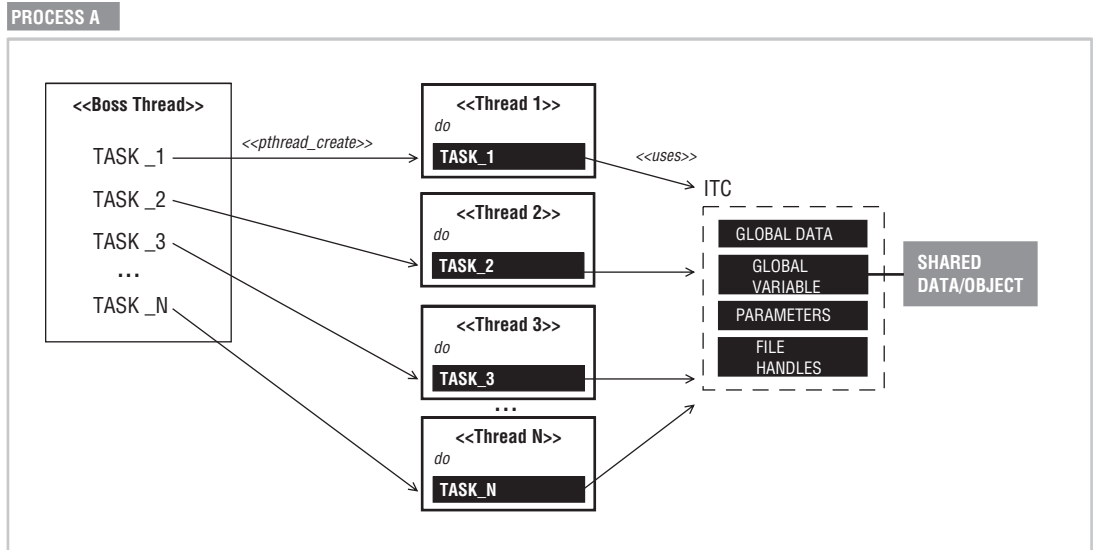 PROCESS A
<<Boss Thread>>
TASK _1
TASK _2
TASK _3
...
TASK _N
<<pthread_create>>
<<Thread 1>>
do
TASK_1
<<Thread 2>>
do
TASK_2
<<Thread 3>>
do
TASK_3
...
<<Thread N>>
do
TASK_N
<<uses>>
ITC
GLOBAL DATA
GLOBAL
VARIABLE
PARAMETERS
FILE
HANDLES
SHARED
DATA/OBJECT